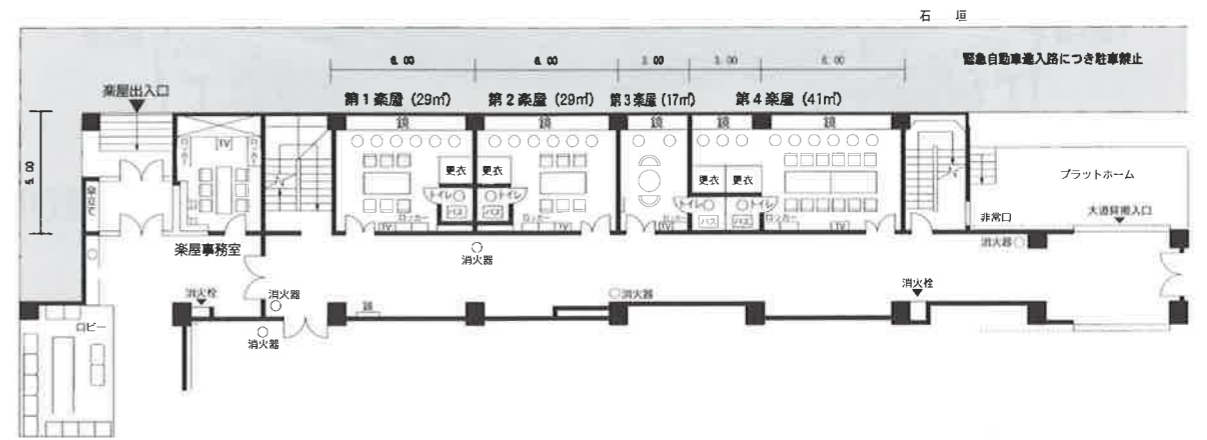 石 垣
緊急自動車進入路につき駐車禁止
6.00 6.00 3.00 3.00 6.00
楽屋出入口
第1楽屋 (29㎡) 第2楽屋 (29㎡) 第3楽屋 (17㎡) 第4楽屋 (41㎡)
鏡 鏡 鏡 鏡 鏡
5.00
TV
ロッカー
更衣 更衣 更衣 更衣
プラットホーム
トイレ トイレ トイレ トイレ
バス バス バス バス
ロッカー ロッカー ロッカー
TV TV TV TV
非常口
大道具搬入口
楽屋事務室
消火器
消火器
消火栓
消火器
消火器
消火栓
ロビー
鏡
消火器